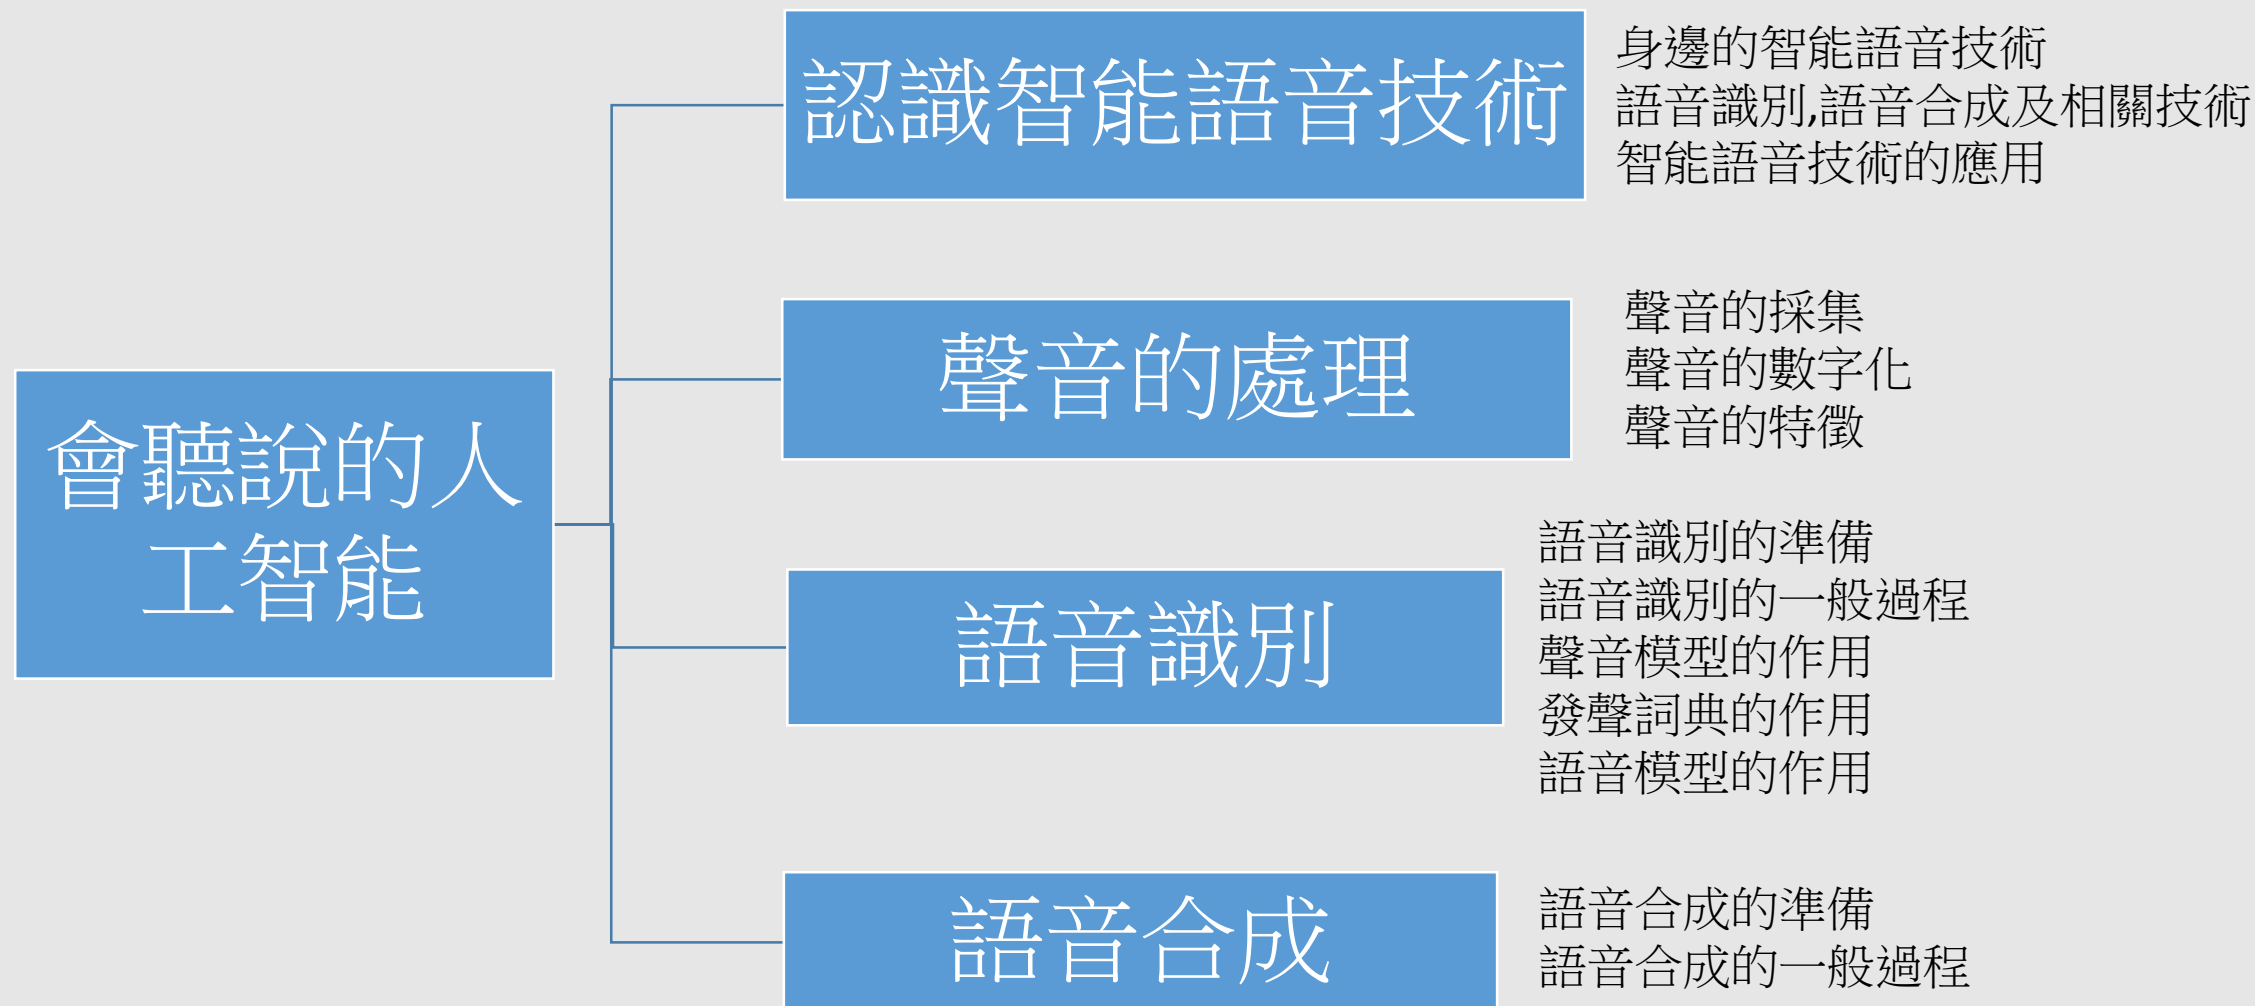 會聽說的人
工智能
認識智能語音技術
身邊的智能語音技術
語音識別,語音合成及相關技術
智能語音技術的應用
聲音的處理
聲音的採集
聲音的數字化
聲音的特徵
語音識別
語音識別的準備
語音識別的一般過程
聲音模型的作用
發聲詞典的作用
語音模型的作用
語音合成
語音合成的準備
語音合成的一般過程